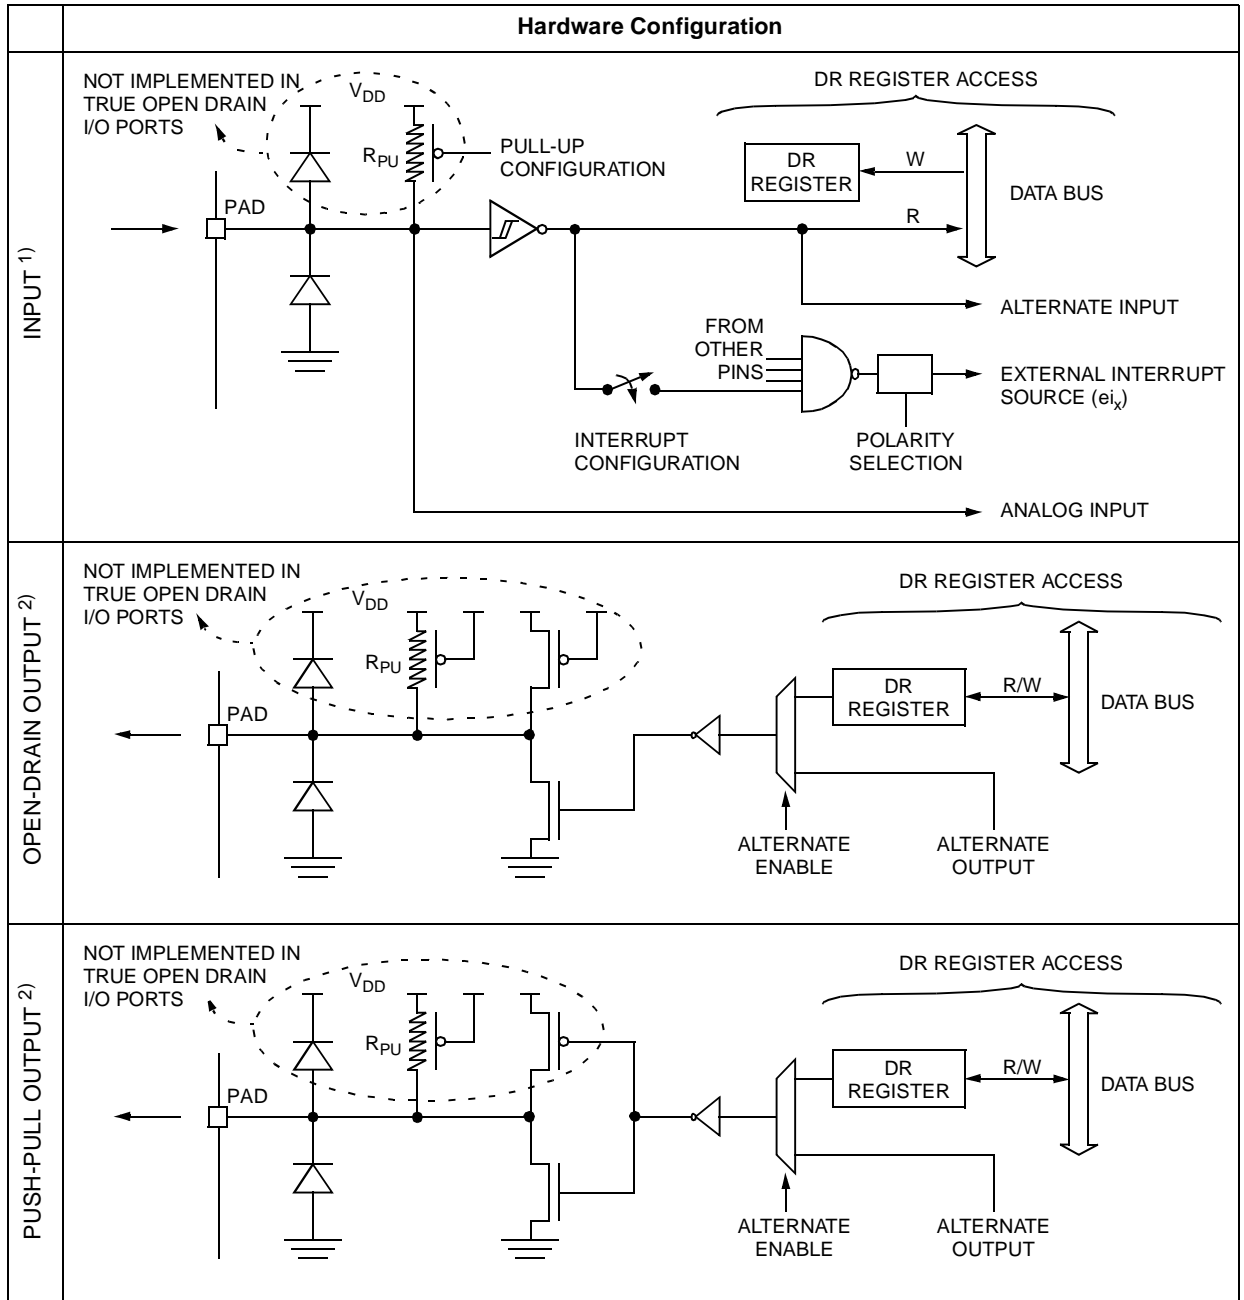 Hardware Configuration
INPUT 1)
NOT IMPLEMENTED IN
TRUE OPEN DRAIN
I/O PORTS
VDD
RPU
PULL-UP
CONFIGURATION
PAD
DR REGISTER ACCESS
DR
REGISTER
W
R
DATA BUS
ALTERNATE INPUT
FROM
OTHER
PINS
EXTERNAL INTERRUPT
SOURCE (eix)
INTERRUPT
CONFIGURATION
POLARITY
SELECTION
ANALOG INPUT
OPEN-DRAIN OUTPUT 2)
NOT IMPLEMENTED IN
TRUE OPEN DRAIN
I/O PORTS
VDD
RPU
PAD
DR REGISTER ACCESS
DR
REGISTER
R/W
DATA BUS
ALTERNATE
ENABLE
ALTERNATE
OUTPUT
PUSH-PULL OUTPUT 2)
NOT IMPLEMENTED IN
TRUE OPEN DRAIN
I/O PORTS
VDD
RPU
PAD
DR REGISTER ACCESS
DR
REGISTER
R/W
DATA BUS
ALTERNATE
ENABLE
ALTERNATE
OUTPUT